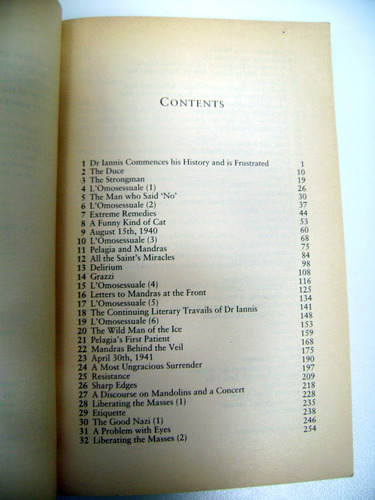 CONTENTS
1 Dr Iannis Commences his History and is Frustrated 1
2 The Duce 10
3 The Strongman 19
4 L'Omosessuale (1) 26
5 The Man who Said 'No' 30
6 L'Omosessuale (2) 37
7 Extreme Remedies 44
8 A Funny Kind of Cat 53
9 August 15th, 1940 60
10 L'Omosessuale (3) 68
11 Pelagia and Mandras 75
12 All the Saint's Miracles 84
13 Delirium 98
14 Grazzi 108
15 L'Omosessuale (4) 116
16 Letters to Mandras at the Front 125
17 L'Omosessuale (5) 134
18 The Continuing Literary Travails of Dr Iannis 141
19 L'Omosessuale (6) 148
20 The Wild Man of the Ice 153
21 Pelagia's First Patient 159
22 Mandras Behind the Veil 168
23 April 30th, 1941 175
24 A Most Ungracious Surrender 190
25 Resistance 197
26 Sharp Edges 209
27 A Discourse on Mandolins and a Concert 218
28 Liberating the Masses (1) 228
29 Etiquette 235
30 The Good Nazi (1) 238
31 A Problem with Eyes 246
32 Liberating the Masses (2) 254